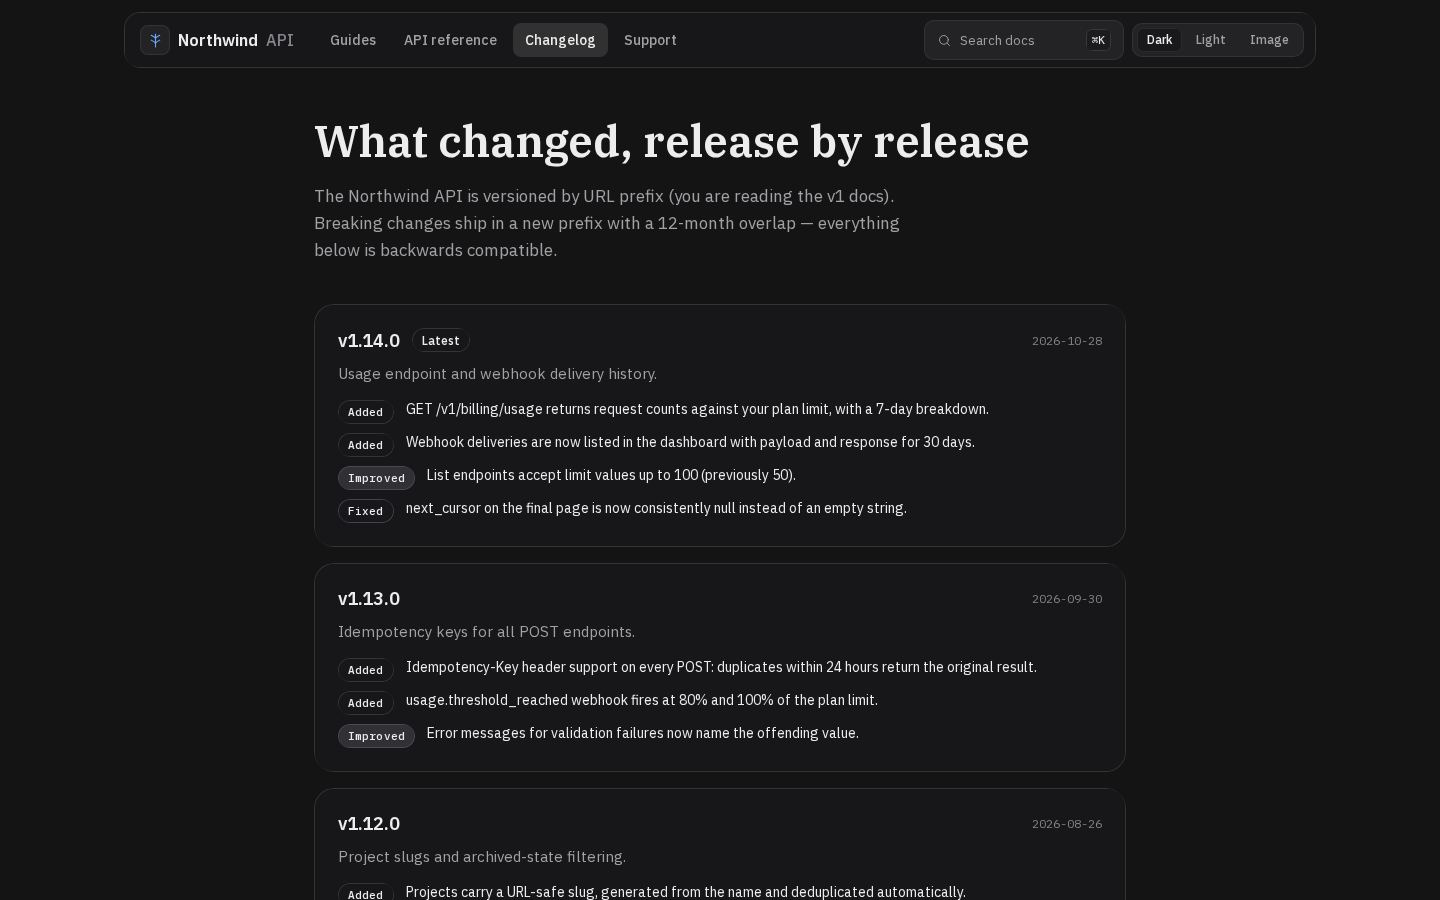 Northwind API Guides API reference Changelog Support Search docs ⌘K Dark Light Image
What changed, release by release
The Northwind API is versioned by URL prefix (you are reading the v1 docs).
Breaking changes ship in a new prefix with a 12-month overlap — everything
below is backwards compatible.
v1.14.0 Latest 2026-10-28
Usage endpoint and webhook delivery history.
Added GET /v1/billing/usage returns request counts against your plan limit, with a 7-day breakdown.
Added Webhook deliveries are now listed in the dashboard with payload and response for 30 days.
Improved List endpoints accept limit values up to 100 (previously 50).
Fixed next_cursor on the final page is now consistently null instead of an empty string.
v1.13.0 2026-09-30
Idempotency keys for all POST endpoints.
Added Idempotency-Key header support on every POST: duplicates within 24 hours return the original result.
Added usage.threshold_reached webhook fires at 80% and 100% of the plan limit.
Improved Error messages for validation failures now name the offending value.
v1.12.0 2026-08-26
Project slugs and archived-state filtering.
Added Projects carry a URL-safe slug, generated from the name and deduplicated automatically.